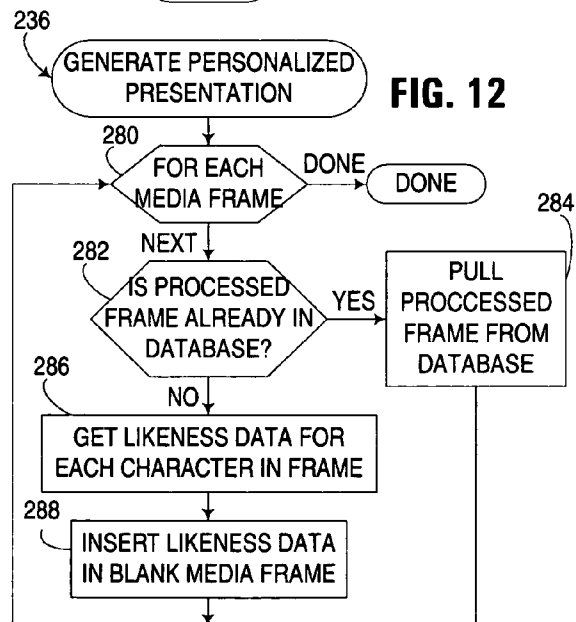 236
GENERATE PERSONALIZED
PRESENTATION
FIG. 12
280
FOR EACH
MEDIA FRAME
DONE
DONE
NEXT
282
IS PROCESSED
FRAME ALREADY IN
DATABASE?
YES
284
PULL
PROCCESSED
FRAME FROM
DATABASE
NO
286
GET LIKENESS DATA FOR
EACH CHARACTER IN FRAME
288
INSERT LIKENESS DATA
IN BLANK MEDIA FRAME